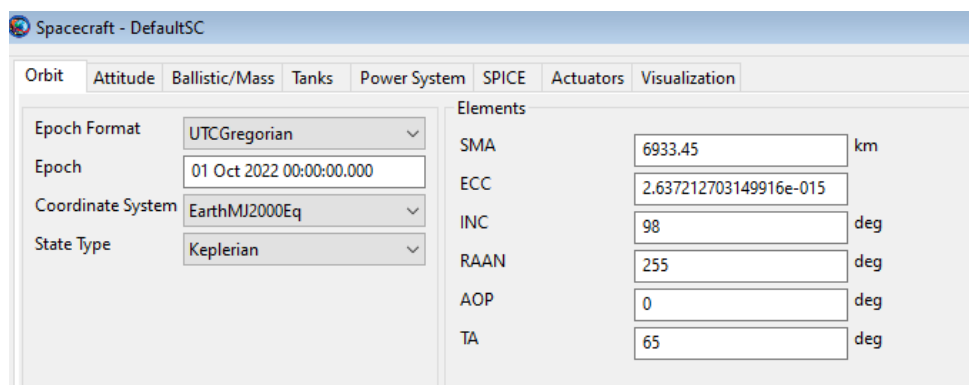 Spacecraft - DefaultSC
Orbit Attitude Ballistic/Mass Tanks Power System SPICE Actuators Visualization
Epoch Format UTCGregorian
Epoch 01 Oct 2022 00:00:00.000
Coordinate System EarthMJ2000Eq
State Type Keplerian
Elements
SMA 6933.45 km
ECC 2.637212703149916e-015
INC 98 deg
RAAN 255 deg
AOP 0 deg
TA 65 deg